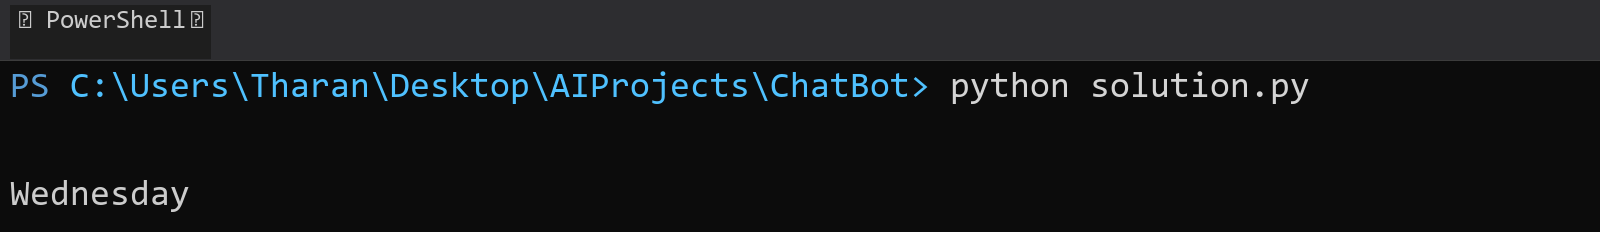 PowerShell
PS C:\Users\Tharan\Desktop\AIProjects\ChatBot> python solution.py
Wednesday